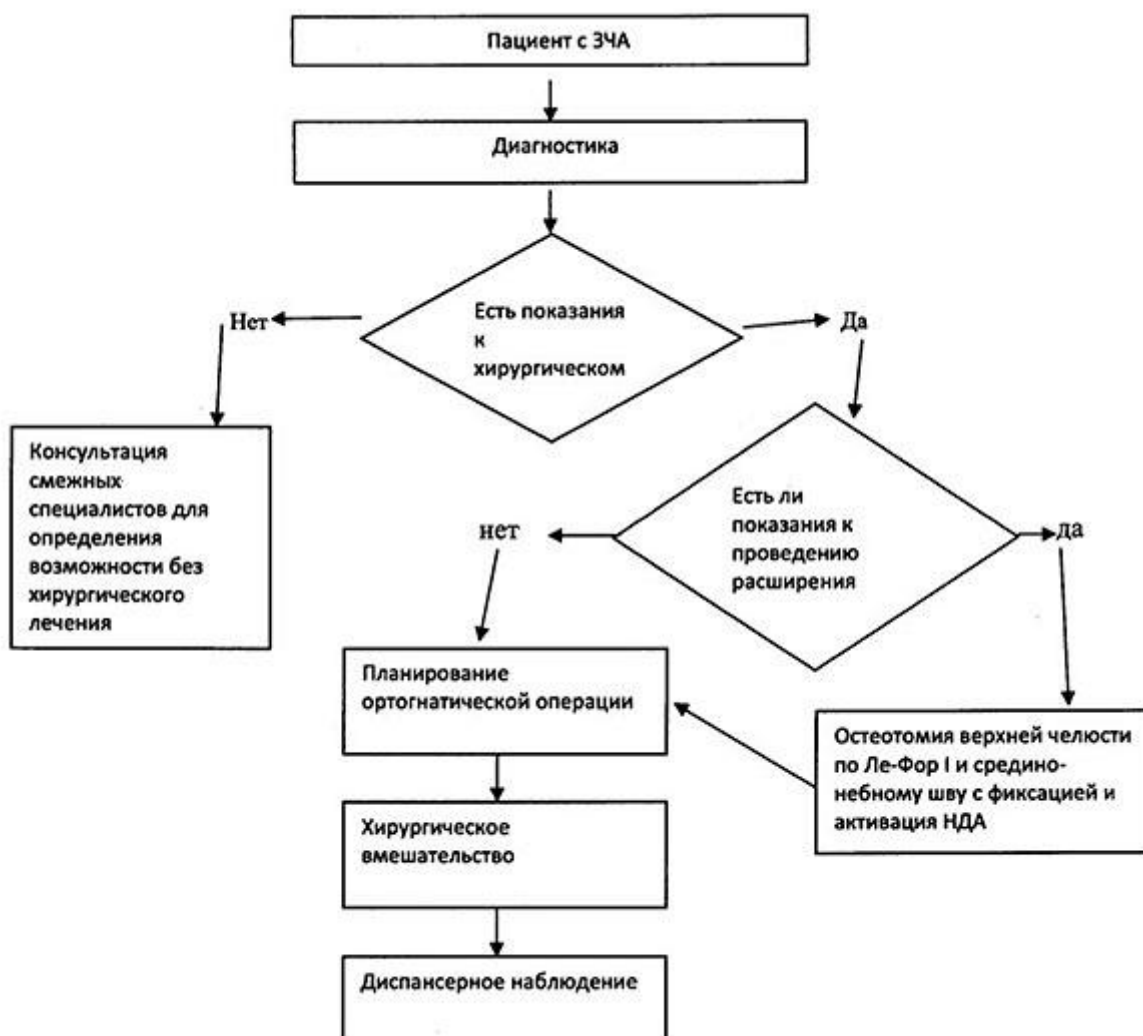 Пациент с ЗЧА
Диагностика
Есть показания
к
хирургическом
Нет
Да
Консультация
смежных
специалистов для
определения
возможности без
хирургического
лечения
Есть ли
показания к
проведению
расширения
нет
да
Планирование
ортогнатической операции
Остеотомия верхней челюсти
по Ле-Фор I и средино-
небному шву с фиксацией и
активация НДА
Хирургическое
вмешательство
Диспансерное наблюдение